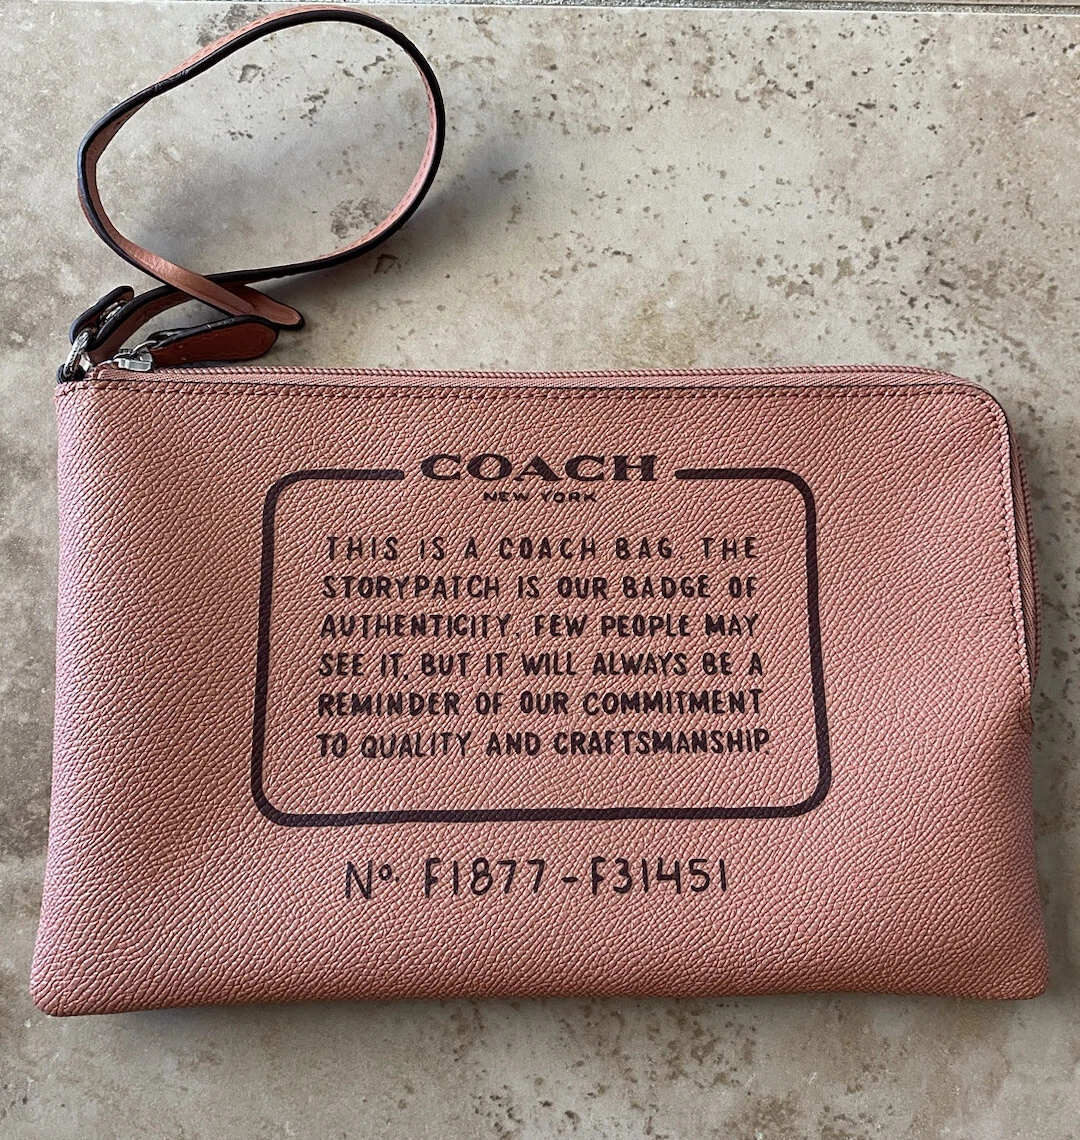 COACH
NEW YORK
THIS IS A COACH BAG. THE
STORYPATCH IS OUR BADGE OF
AUTHENTICITY. FEW PEOPLE MAY
SEE IT, BUT IT WILL ALWAYS BE A
REMINDER OF OUR COMMITMENT
TO QUALITY AND CRAFTSMANSHIP.
Nº F1877-F31451